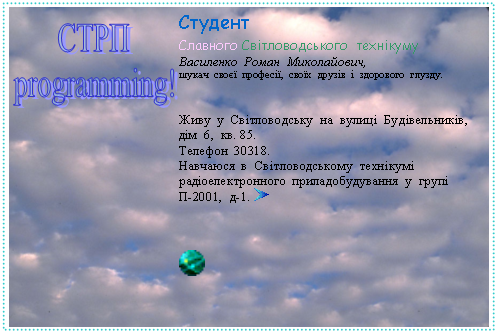 СТРП
programming!
Студент
Славного Світловодського технікуму
Василенко Роман Миколайович,
шукач своєї професії, своїх друзів і здорового глузду.
Живу у Світловодську на вулиці Будівельників,
дім 6, кв. 85.
Телефон 30318.
Навчаюся в Світловодському технікумі
радіоелектронного приладобудування у групі
П-2001, д-1.